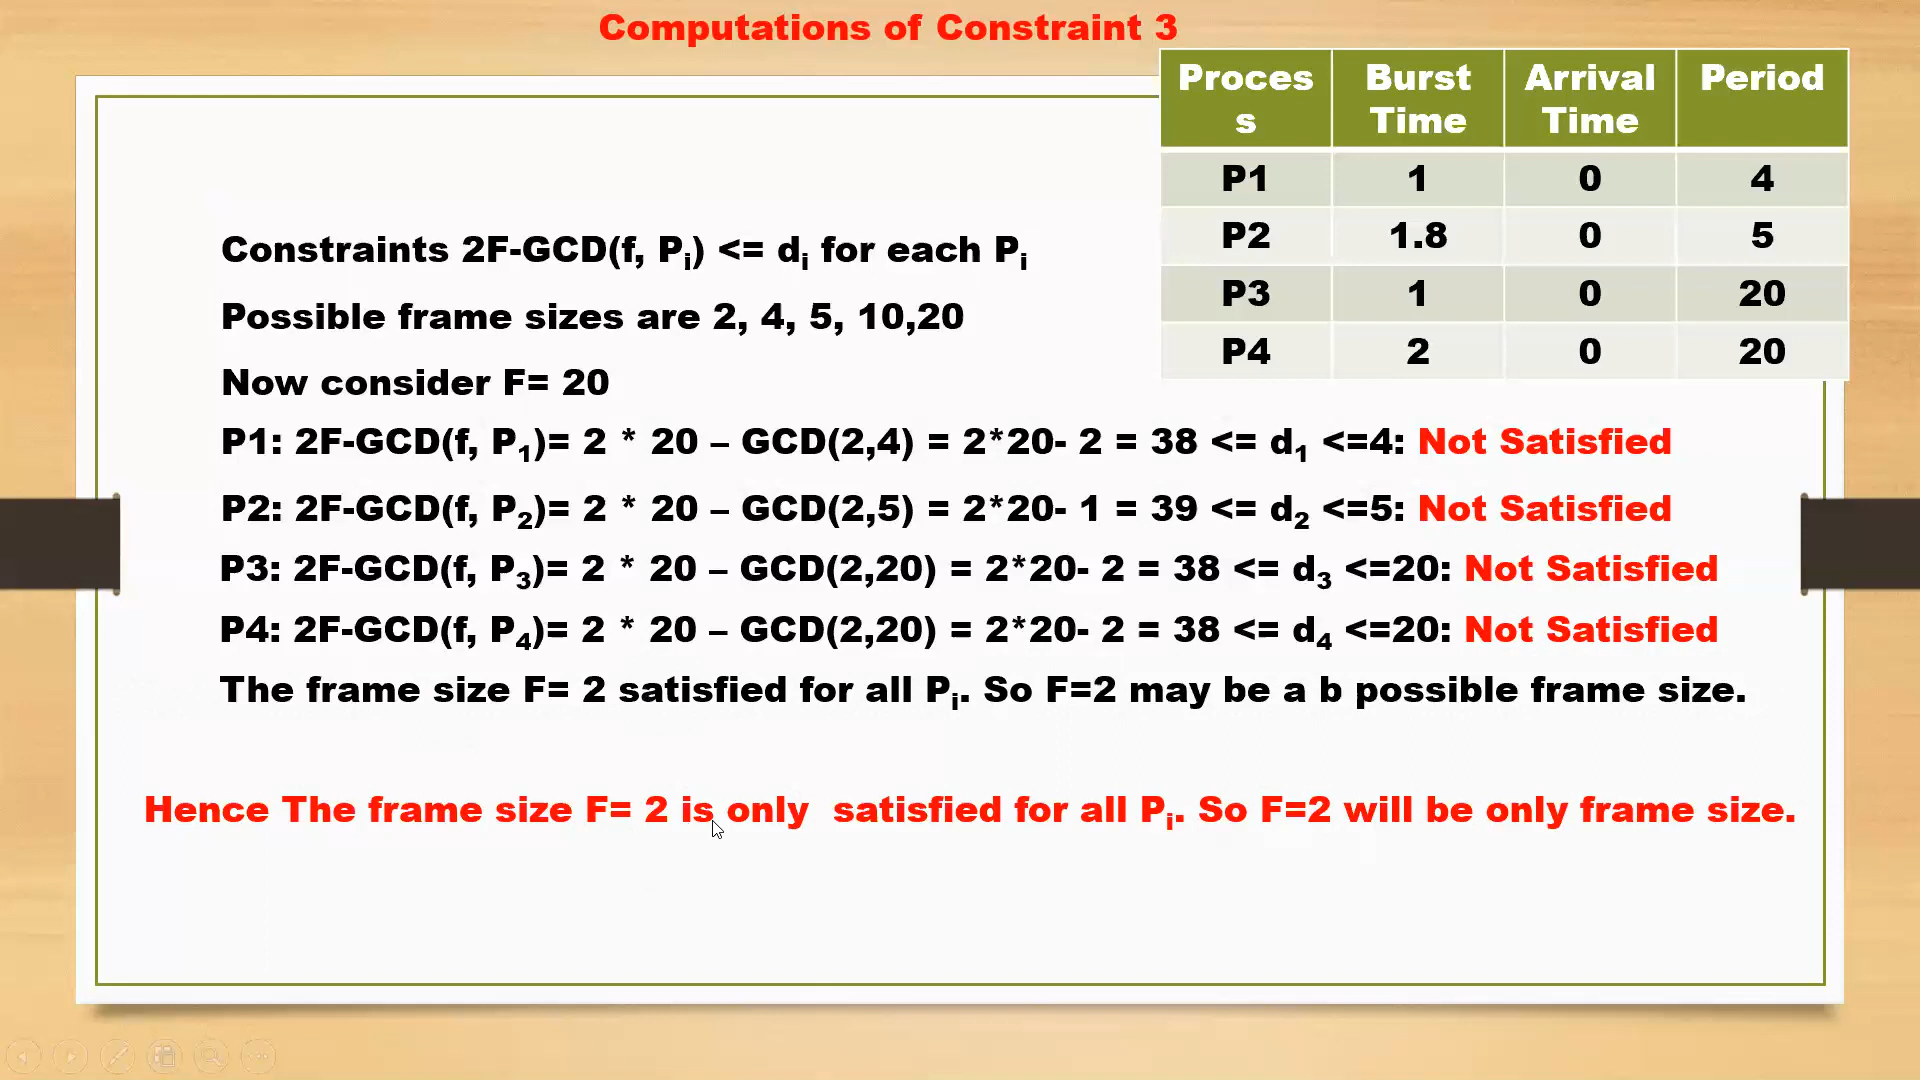 Computations of Constraint 3
Process Burst Time Arrival Time Period
P1 1 0 4
P2 1.8 0 5
P3 1 0 20
P4 2 0 20
Constraints 2F-GCD(f, Pi) <= di for each Pi
Possible frame sizes are 2, 4, 5, 10,20
Now consider F= 20
P1: 2F-GCD(f, P1)= 2 * 20 – GCD(2,4) = 2*20- 2 = 38 <= d1 <=4: Not Satisfied
P2: 2F-GCD(f, P2)= 2 * 20 – GCD(2,5) = 2*20- 1 = 39 <= d2 <=5: Not Satisfied
P3: 2F-GCD(f, P3)= 2 * 20 – GCD(2,20) = 2*20- 2 = 38 <= d3 <=20: Not Satisfied
P4: 2F-GCD(f, P4)= 2 * 20 – GCD(2,20) = 2*20- 2 = 38 <= d4 <=20: Not Satisfied
The frame size F= 2 satisfied for all Pi. So F=2 may be a b possible frame size.
Hence The frame size F= 2 is only satisfied for all Pi. So F=2 will be only frame size.